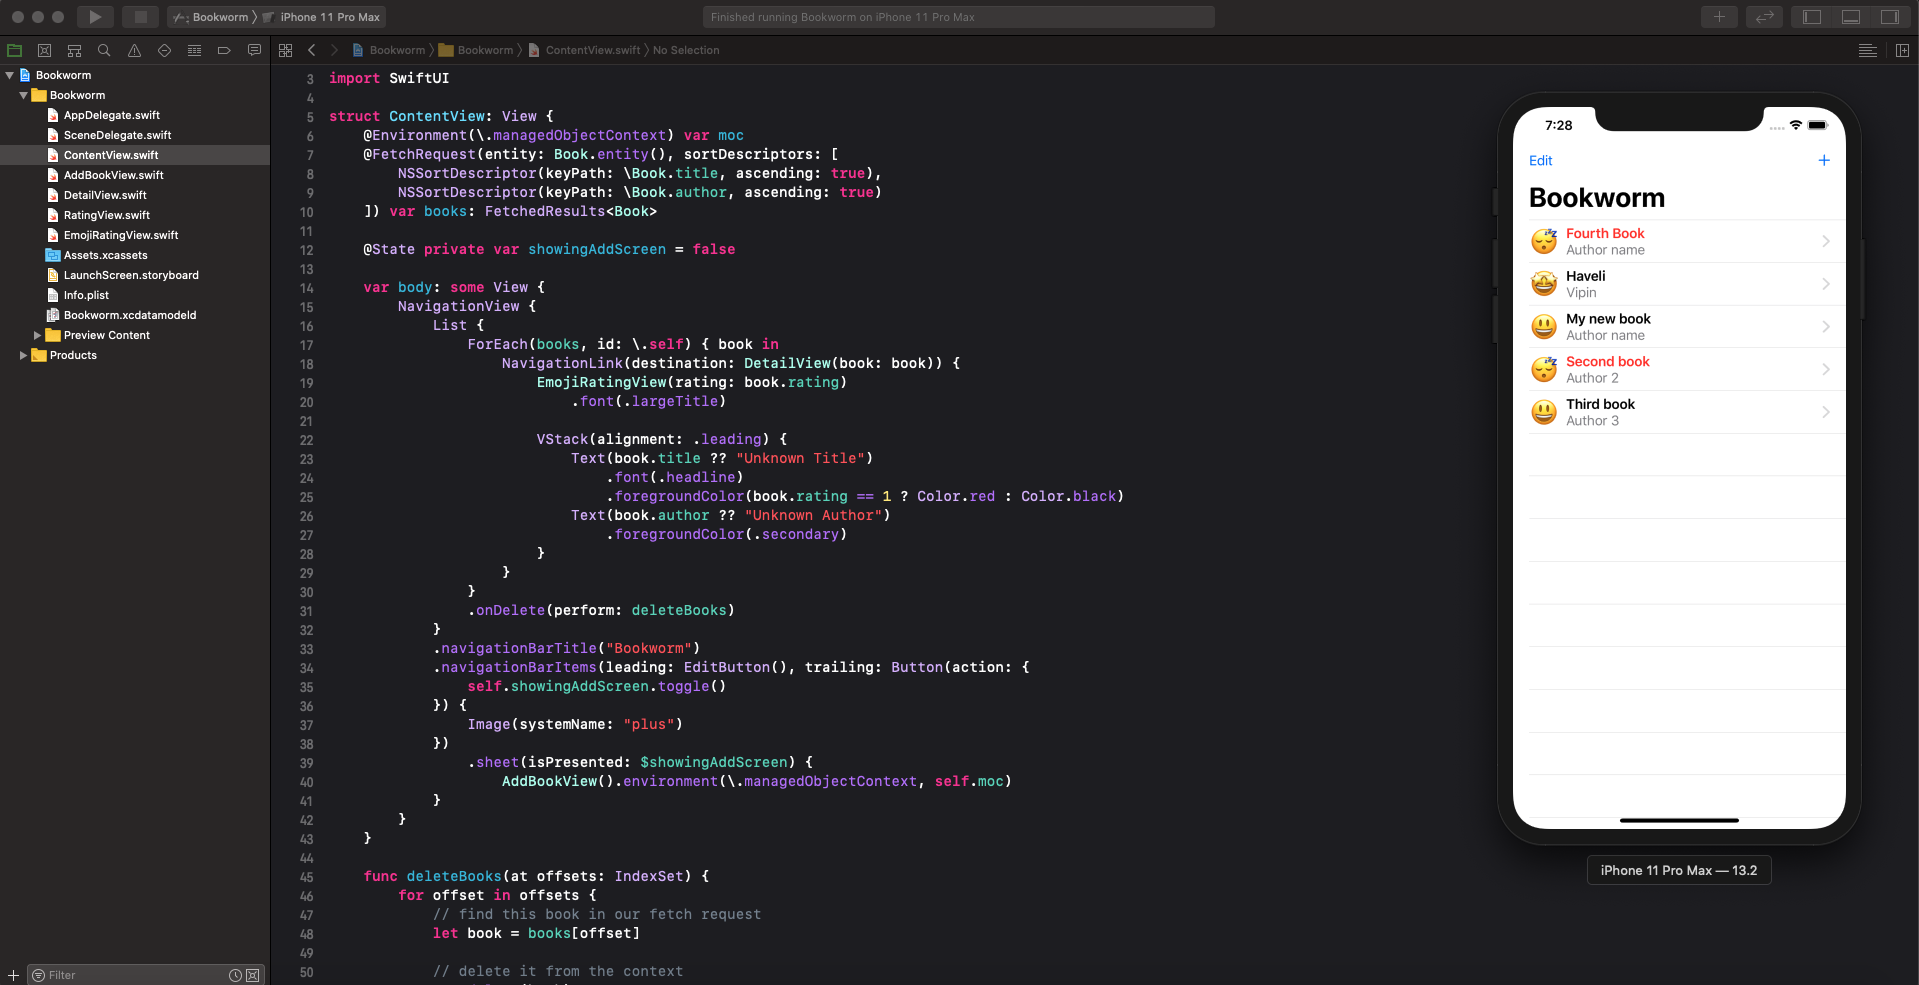 Bookworm
iPhone 11 Pro Max
Finished running Bookworm on iPhone 11 Pro Max
Bookworm
Bookworm
ContentView.swift
No Selection
Bookworm
Bookworm
AppDelegate.swift
SceneDelegate.swift
ContentView.swift
AddBookView.swift
DetailView.swift
RatingView.swift
EmojiRatingView.swift
Assets.xcassets
LaunchScreen.storyboard
Info.plist
Bookworm.xcdatamodeld
Preview Content
Products
Filter
3 import SwiftUI
4
5 struct ContentView: View {
6 @Environment(\.managedObjectContext) var moc
7 @FetchRequest(entity: Book.entity(), sortDescriptors: [
8 NSSortDescriptor(keyPath: \Book.title, ascending: true),
9 NSSortDescriptor(keyPath: \Book.author, ascending: true)
10 ]) var books: FetchedResults<Book>
11
12 @State private var showingAddScreen = false
13
14 var body: some View {
15 NavigationView {
16 List {
17 ForEach(books, id: \.self) { book in
18 NavigationLink(destination: DetailView(book: book)) {
19 EmojiRatingView(rating: book.rating)
20 .font(.largeTitle)
21
22 VStack(alignment: .leading) {
23 Text(book.title ?? "Unknown Title")
24 .font(.headline)
25 .foregroundColor(book.rating == 1 ? Color.red : Color.black)
26 Text(book.author ?? "Unknown Author")
27 .foregroundColor(.secondary)
28 }
29 }
30 }
31 .onDelete(perform: deleteBooks)
32 }
33 .navigationBarTitle("Bookworm")
34 .navigationBarItems(leading: EditButton(), trailing: Button(action: {
35 self.showingAddScreen.toggle()
36 }) {
37 Image(systemName: "plus")
38 })
39 .sheet(isPresented: $showingAddScreen) {
40 AddBookView().environment(\.managedObjectContext, self.moc)
41 }
42 }
43 }
44
45 func deleteBooks(at offsets: IndexSet) {
46 for offset in offsets {
47 // find this book in our fetch request
48 let book = books[offset]
49
50 // delete it from the context
7:28
Edit
+
Bookworm
Fourth Book
Author name
Haveli
Vipin
My new book
Author name
Second book
Author 2
Third book
Author 3
iPhone 11 Pro Max — 13.2